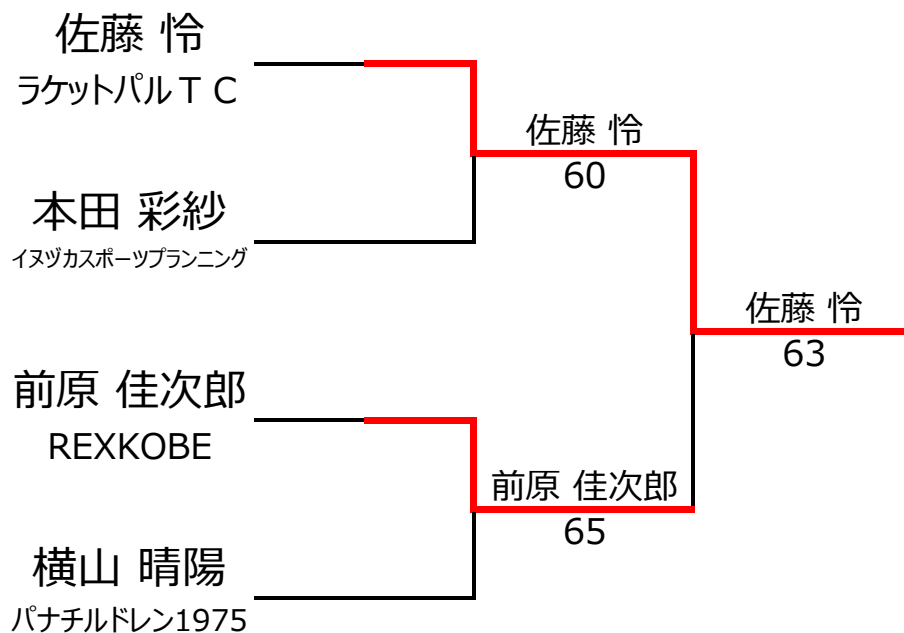 佐藤 怜
ラケットパルＴＣ
佐藤 怜
60
本田 彩紗
イヌヅカスポーツプランニング
佐藤 怜
63
前原 佳次郎
REXKOBE
前原 佳次郎
65
横山 晴陽
パナチルドレン1975